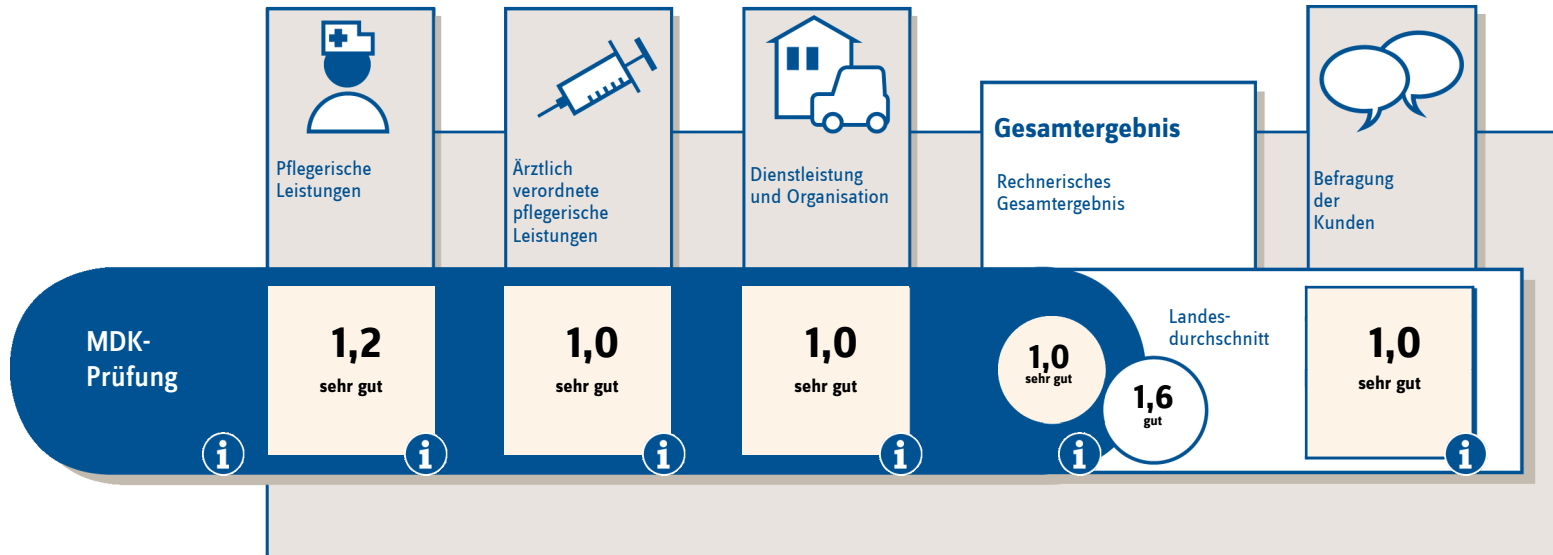 Pflegerische
Leistungen
Ärztlich
verordnete
pflegerische
Leistungen
Dienstleistung
und Organisation
Gesamtergebnis
Rechnerisches
Gesamtergebnis
Befragung
der
Kunden
MDK-
Prüfung
1,2
sehr gut
1,0
sehr gut
1,0
sehr gut
1,0
sehr gut
Landes-
durchschnitt
1,6
gut
1,0
sehr gut
i
i
i
i
i
i